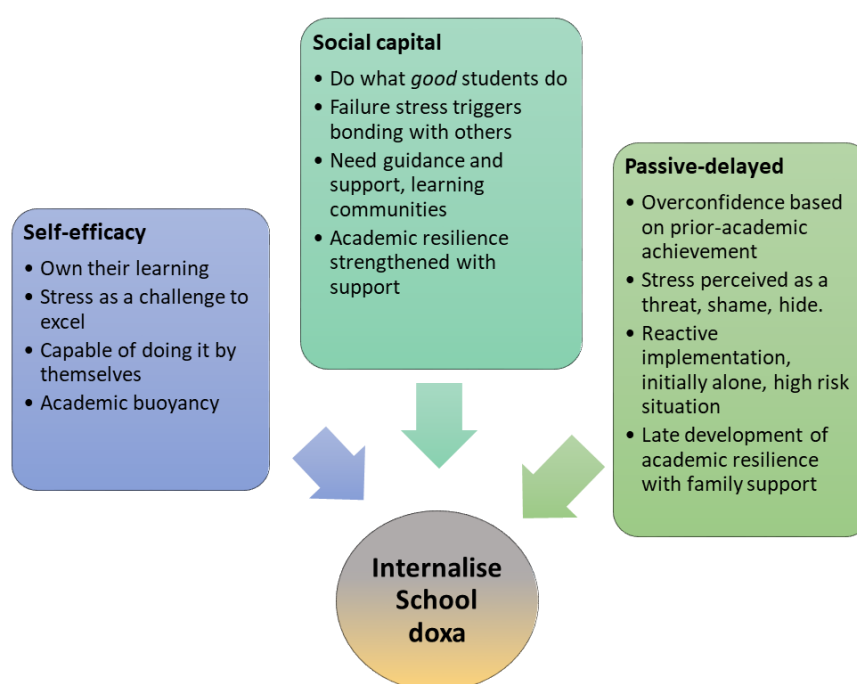 Social capital
• Do what good students do
• Failure stress triggers
bonding with others
• Need guidance and
support, learning
communities
• Academic resilience
strengthened with
support
Passive-delayed
• Overconfidence based
on prior-academic
achievement
• Stress perceived as a
threat, shame, hide.
• Reactive
implementation,
initially alone, high risk
situation
• Late development of
academic resilience
with family support
Self-efficacy
• Own their learning
• Stress as a challenge to
excel
• Capable of doing it by
themselves
• Academic buoyancy
Internalise
School
doxa